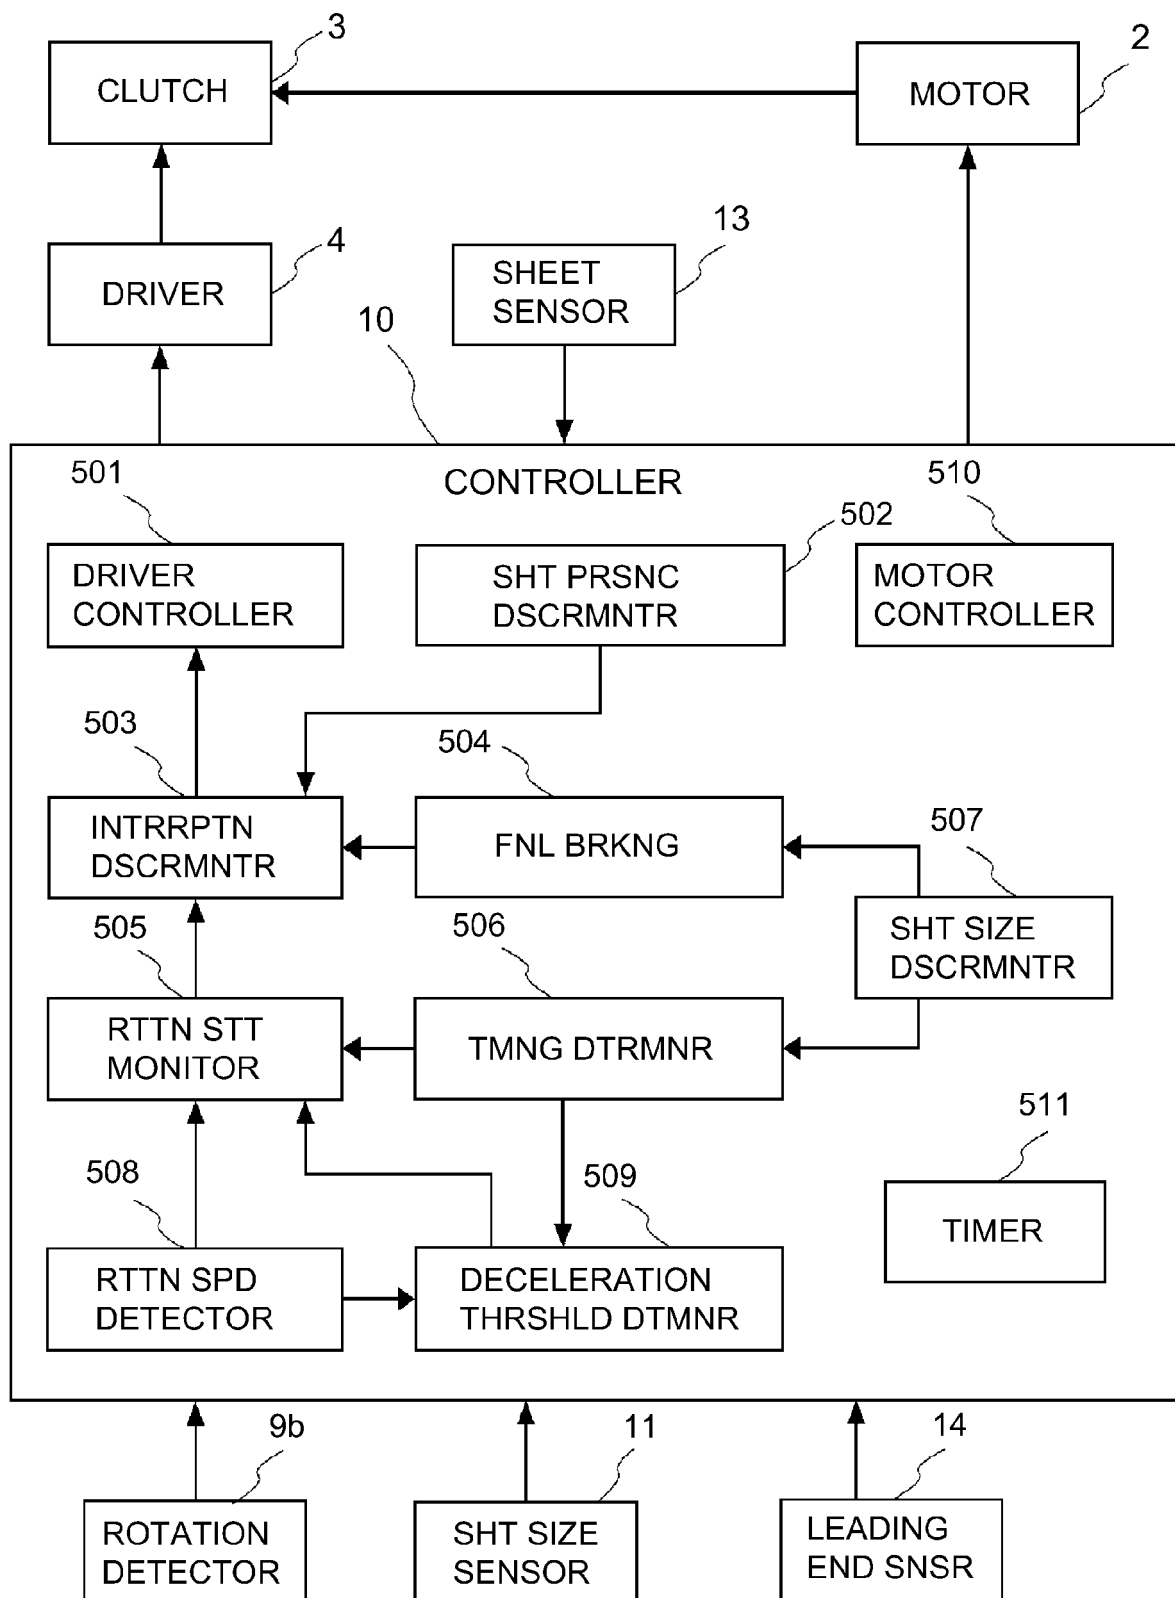 3
2
CLUTCH
MOTOR
4
13
DRIVER
SHEET
SENSOR
10
CONTROLLER
501
510
502
DRIVER
CONTROLLER
SHT PRSNC
DSCRMNTR
MOTOR
CONTROLLER
503
504
507
INTRRPTN
DSCRMNTR
FNL BRKNG
505
506
SHT SIZE
DSCRMNTR
RTTN STT
MONITOR
TMNG DTRMNR
511
508
509
TIMER
RTTN SPD
DETECTOR
DECELERATION
THRSHLD DTMNR
9b
11
14
ROTATION
DETECTOR
SHT SIZE
SENSOR
LEADING
END SNSR